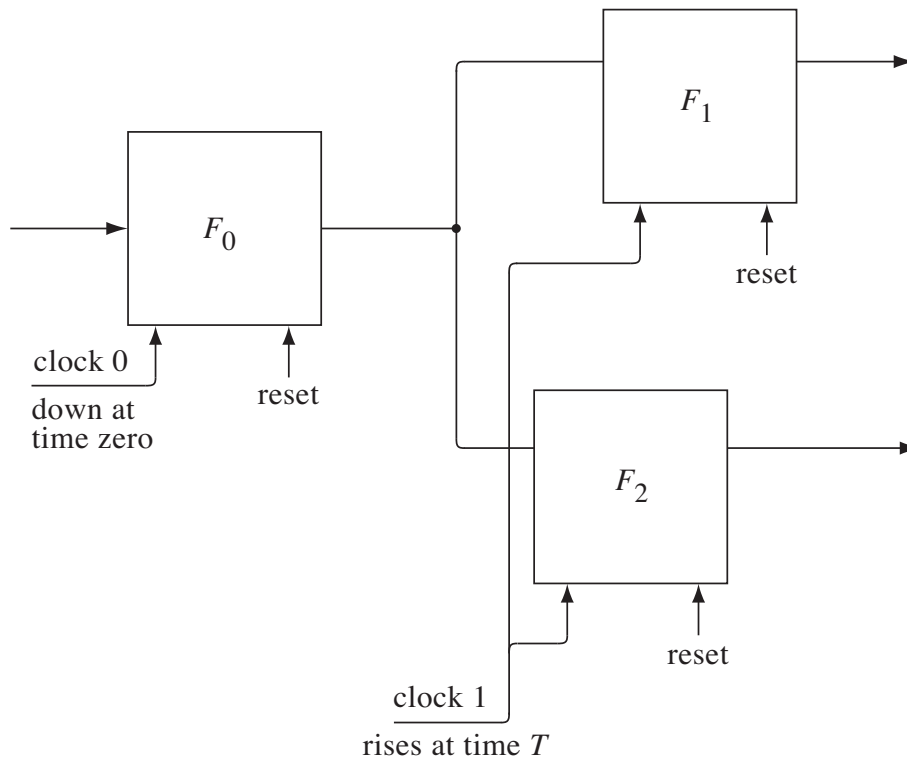 F1
reset
F0
clock 0
down at
time zero
reset
F2
reset
clock 1
rises at time T